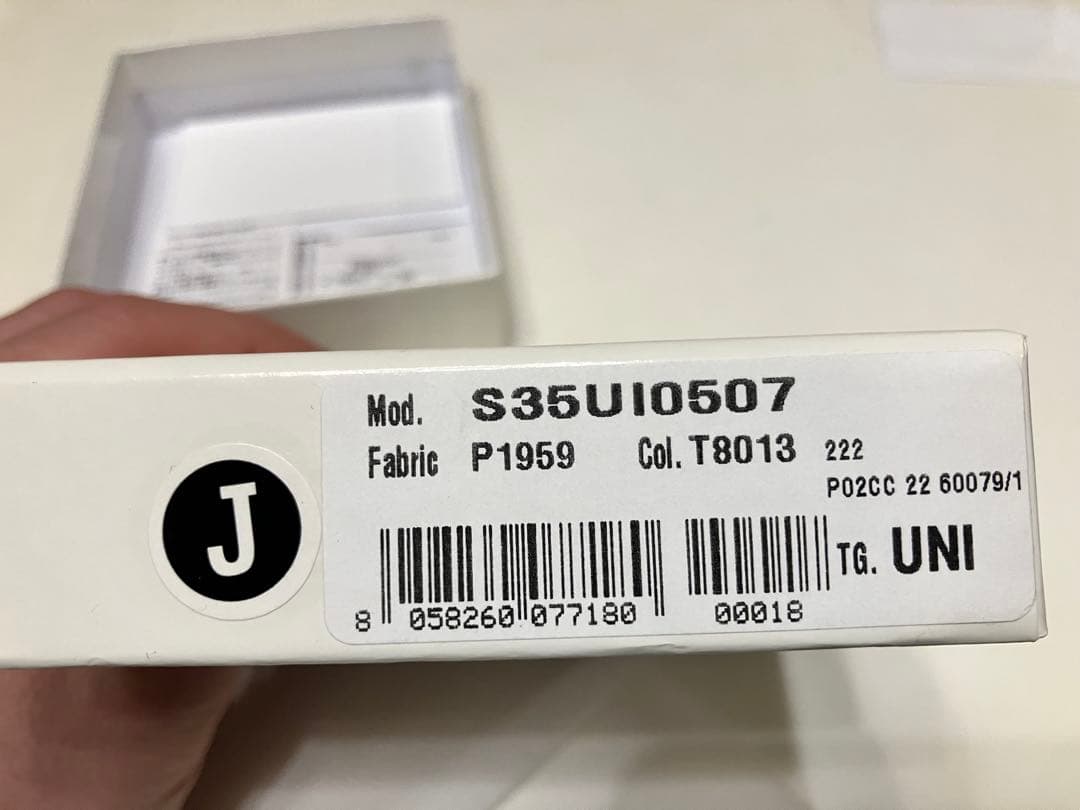 J
Mod. S35UI0507
Fabric P1959 Col. T8013 222
P02CC 22 60079/1
TG. UNI
8 058260 077180 00018